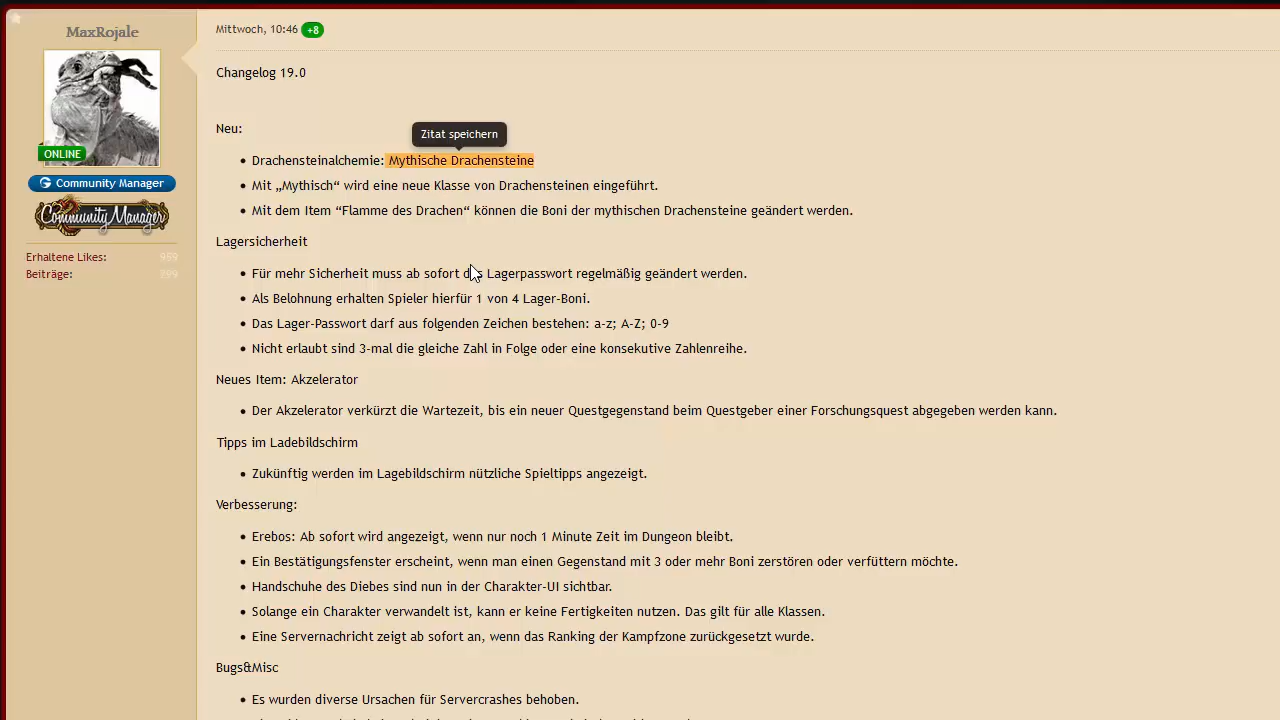 MaxRojale
ONLINE
Community Manager
Community Manager
Erhaltene Likes: 959
Beiträge:
Mittwoch, 10:46 +8
Changelog 19.0
Neu:
Zitat speichern
Drachensteinalchemie: Mythische Drachensteine
Mit „Mythisch“ wird eine neue Klasse von Drachensteinen eingeführt.
Mit dem Item “Flamme des Drachen“ können die Boni der mythischen Drachensteine geändert werden.
Lagersicherheit
Für mehr Sicherheit muss ab sofort das Lagerpasswort regelmäßig geändert werden.
Als Belohnung erhalten Spieler hierfür 1 von 4 Lager-Boni.
Das Lager-Passwort darf aus folgenden Zeichen bestehen: a-z; A-Z; 0-9
Nicht erlaubt sind 3-mal die gleiche Zahl in Folge oder eine konsekutive Zahlenreihe.
Neues Item: Akzelerator
Der Akzelerator verkürzt die Wartezeit, bis ein neuer Questgegenstand beim Questgeber einer Forschungsquest abgegeben werden kann.
Tipps im Ladebildschirm
Zukünftig werden im Lagebildschirm nützliche Spieltipps angezeigt.
Verbesserung:
Erebos: Ab sofort wird angezeigt, wenn nur noch 1 Minute Zeit im Dungeon bleibt.
Ein Bestätigungsfenster erscheint, wenn man einen Gegenstand mit 3 oder mehr Boni zerstören oder verfüttern möchte.
Handschuhe des Diebes sind nun in der Charakter-UI sichtbar.
Solange ein Charakter verwandelt ist, kann er keine Fertigkeiten nutzen. Das gilt für alle Klassen.
Eine Servernachricht zeigt ab sofort an, wenn das Ranking der Kampfzone zurückgesetzt wurde.
Bugs&Misc
Es wurden diverse Ursachen für Servercrashes behoben.